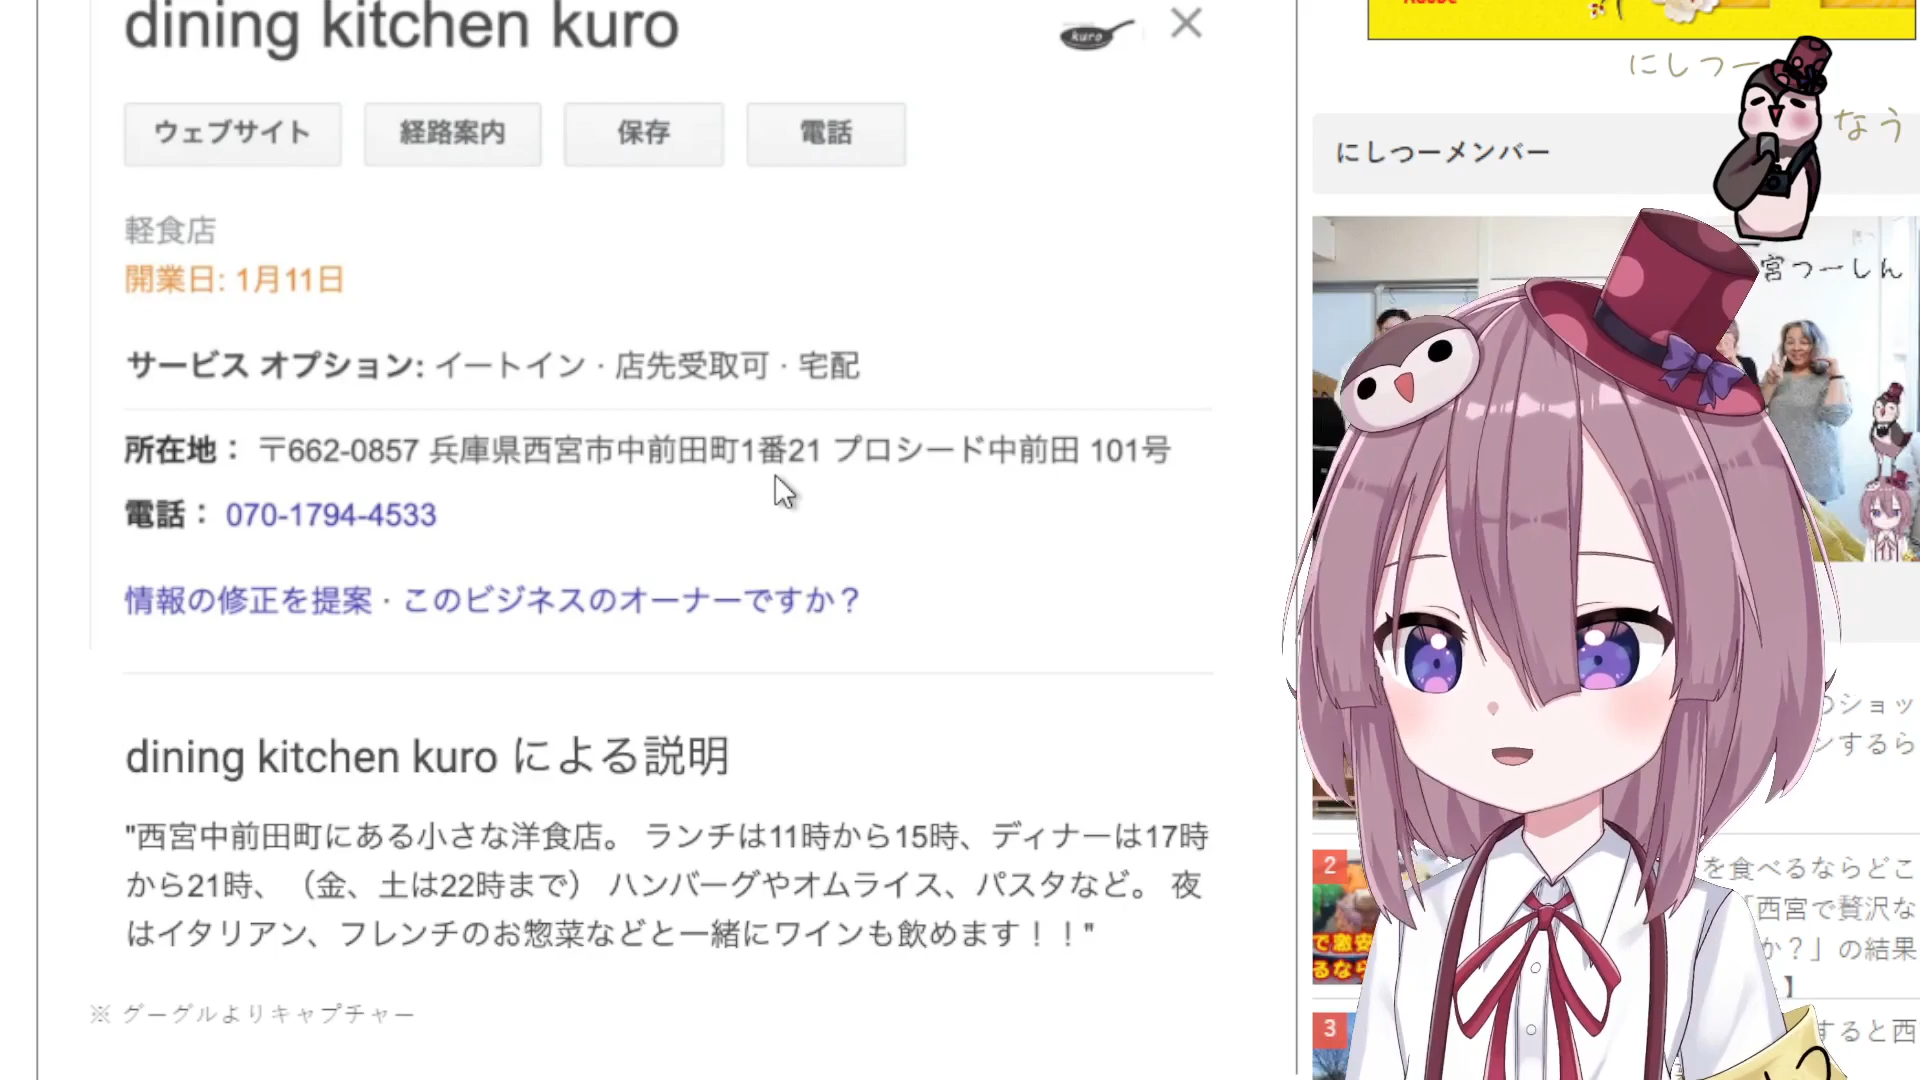 dining kitchen kuro
kuro
ウェブサイト
経路案内
保存
電話
軽食店
開業日: 1月11日
サービス オプション: イートイン · 店先受取可 · 宅配
所在地： 〒662-0857 兵庫県西宮市中前田町1番21 プロシード中前田 101号
電話： 070-1794-4533
情報の修正を提案 · このビジネスのオーナーですか？
dining kitchen kuro による説明
"西宮中前田町にある小さな洋食店。 ランチは11時から15時、ディナーは17時
から21時、（金、土は22時まで） ハンバーグやオムライス、パスタなど。 夜
はイタリアン、フレンチのお惣菜などと一緒にワインも飲めます！！"
※ グーグルよりキャプチャー
にしつー
なう
にしつーメンバー
宮つーしん
ショッ
ンするら
2
を食べるならどこ
「西宮で贅沢な
か？」の結果
】
で激安
るなら
3
すると西